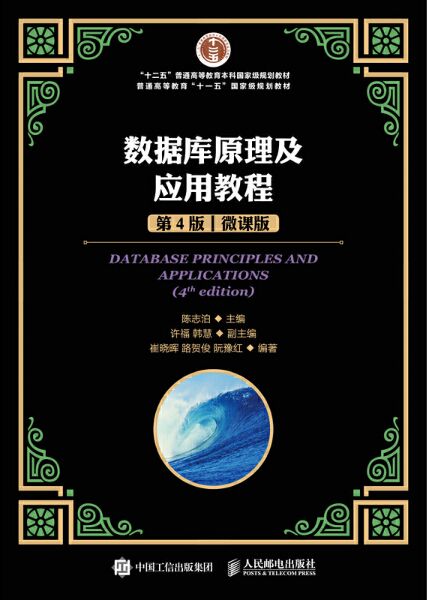 “十二五”普通高等教育本科国家级规划教材
普通高等教育“十一五”国家级规划教材
数据库原理及
应用教程
第4版 | 微课版
DATABASE PRINCIPLES AND
APPLICATIONS
(4th edition)
陈志泊 ◆ 主编
许福 韩慧 ◆ 副主编
崔晓晖 路贺俊 阮豫红 ◆ 编著
中国工信出版集团
人民邮电出版社
POSTS & TELECOM PRESS